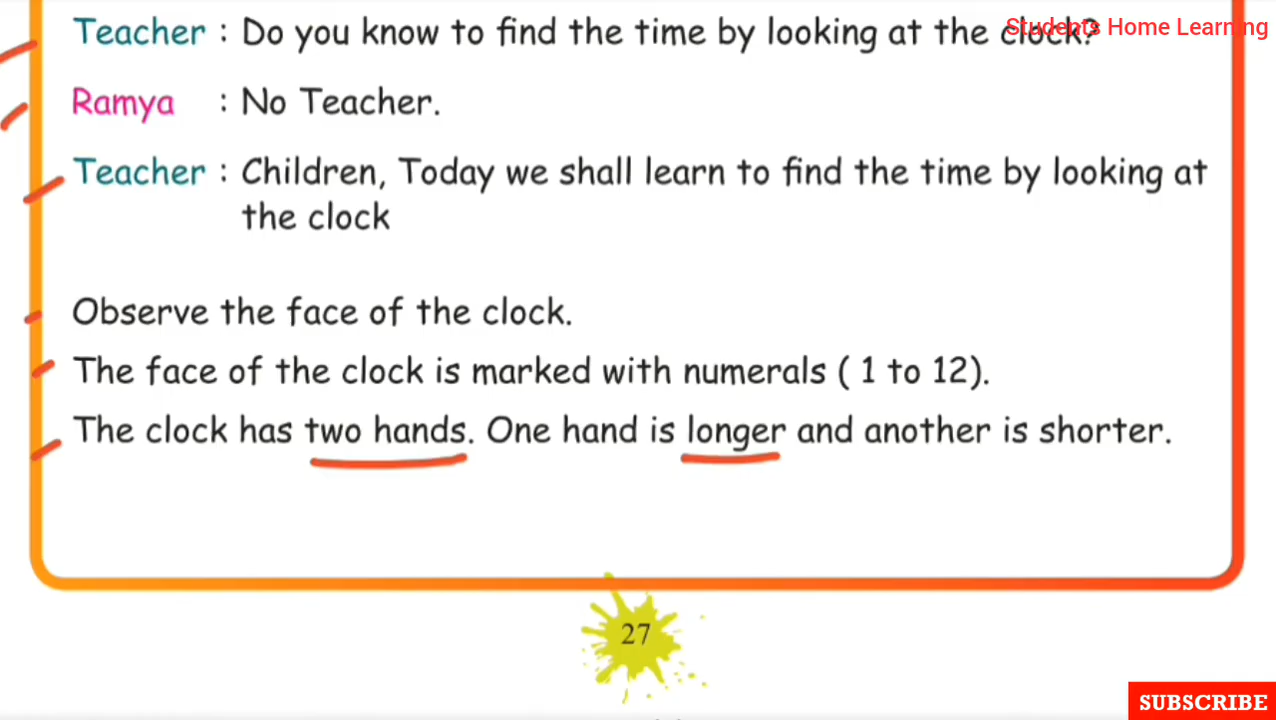 Students Home Learning
Teacher : Do you know to find the time by looking at the clock?
Ramya : No Teacher.
Teacher : Children, Today we shall learn to find the time by looking at
the clock
Observe the face of the clock.
The face of the clock is marked with numerals ( 1 to 12).
The clock has two hands. One hand is longer and another is shorter.
27
SUBSCRIBE